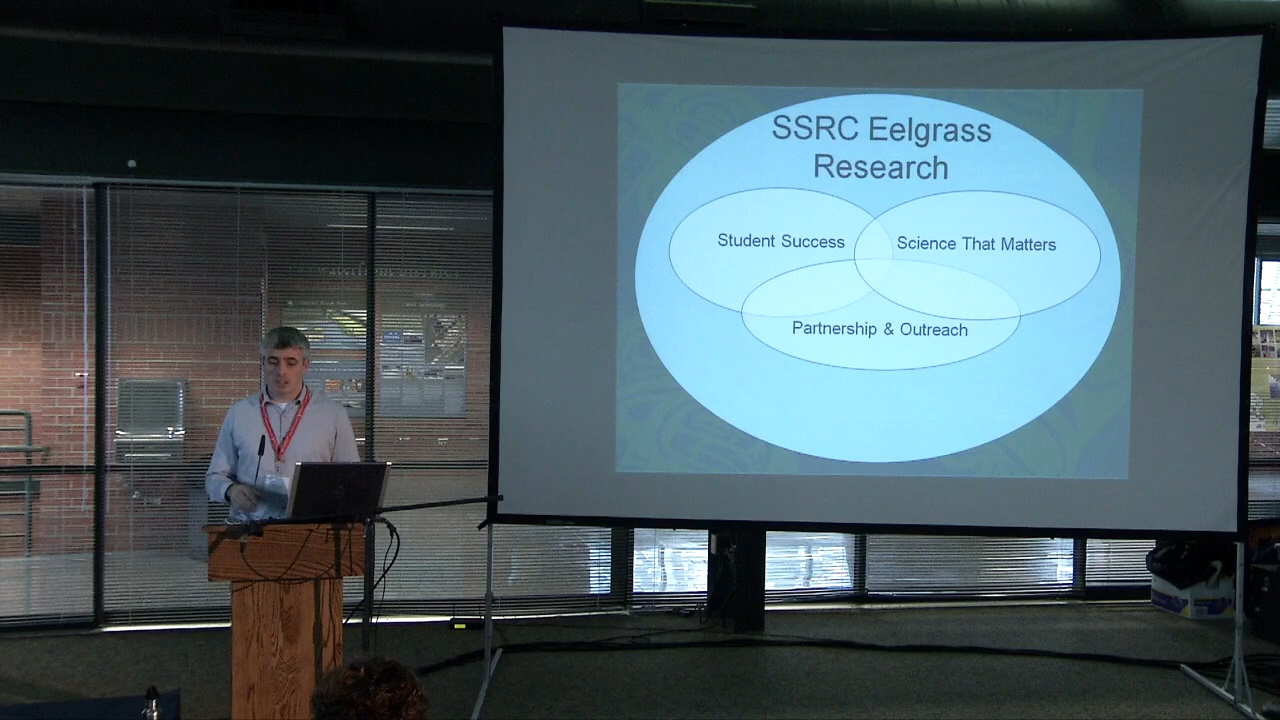 SSRC Eelgrass
Research
Student Success
Science That Matters
Partnership & Outreach